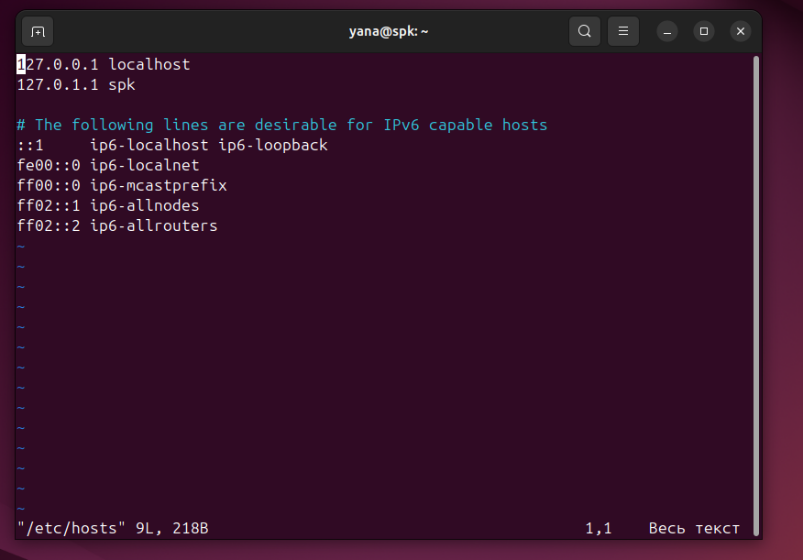 yana@spk: ~
127.0.0.1 localhost
127.0.1.1 spk
# The following lines are desirable for IPv6 capable hosts
::1     ip6-localhost ip6-loopback
fe00::0 ip6-localnet
ff00::0 ip6-mcastprefix
ff02::1 ip6-allnodes
ff02::2 ip6-allrouters
~
~
~
~
~
~
~
~
~
~
~
~
~
~
"/etc/hosts" 9L, 218B 1,1 Весь текст